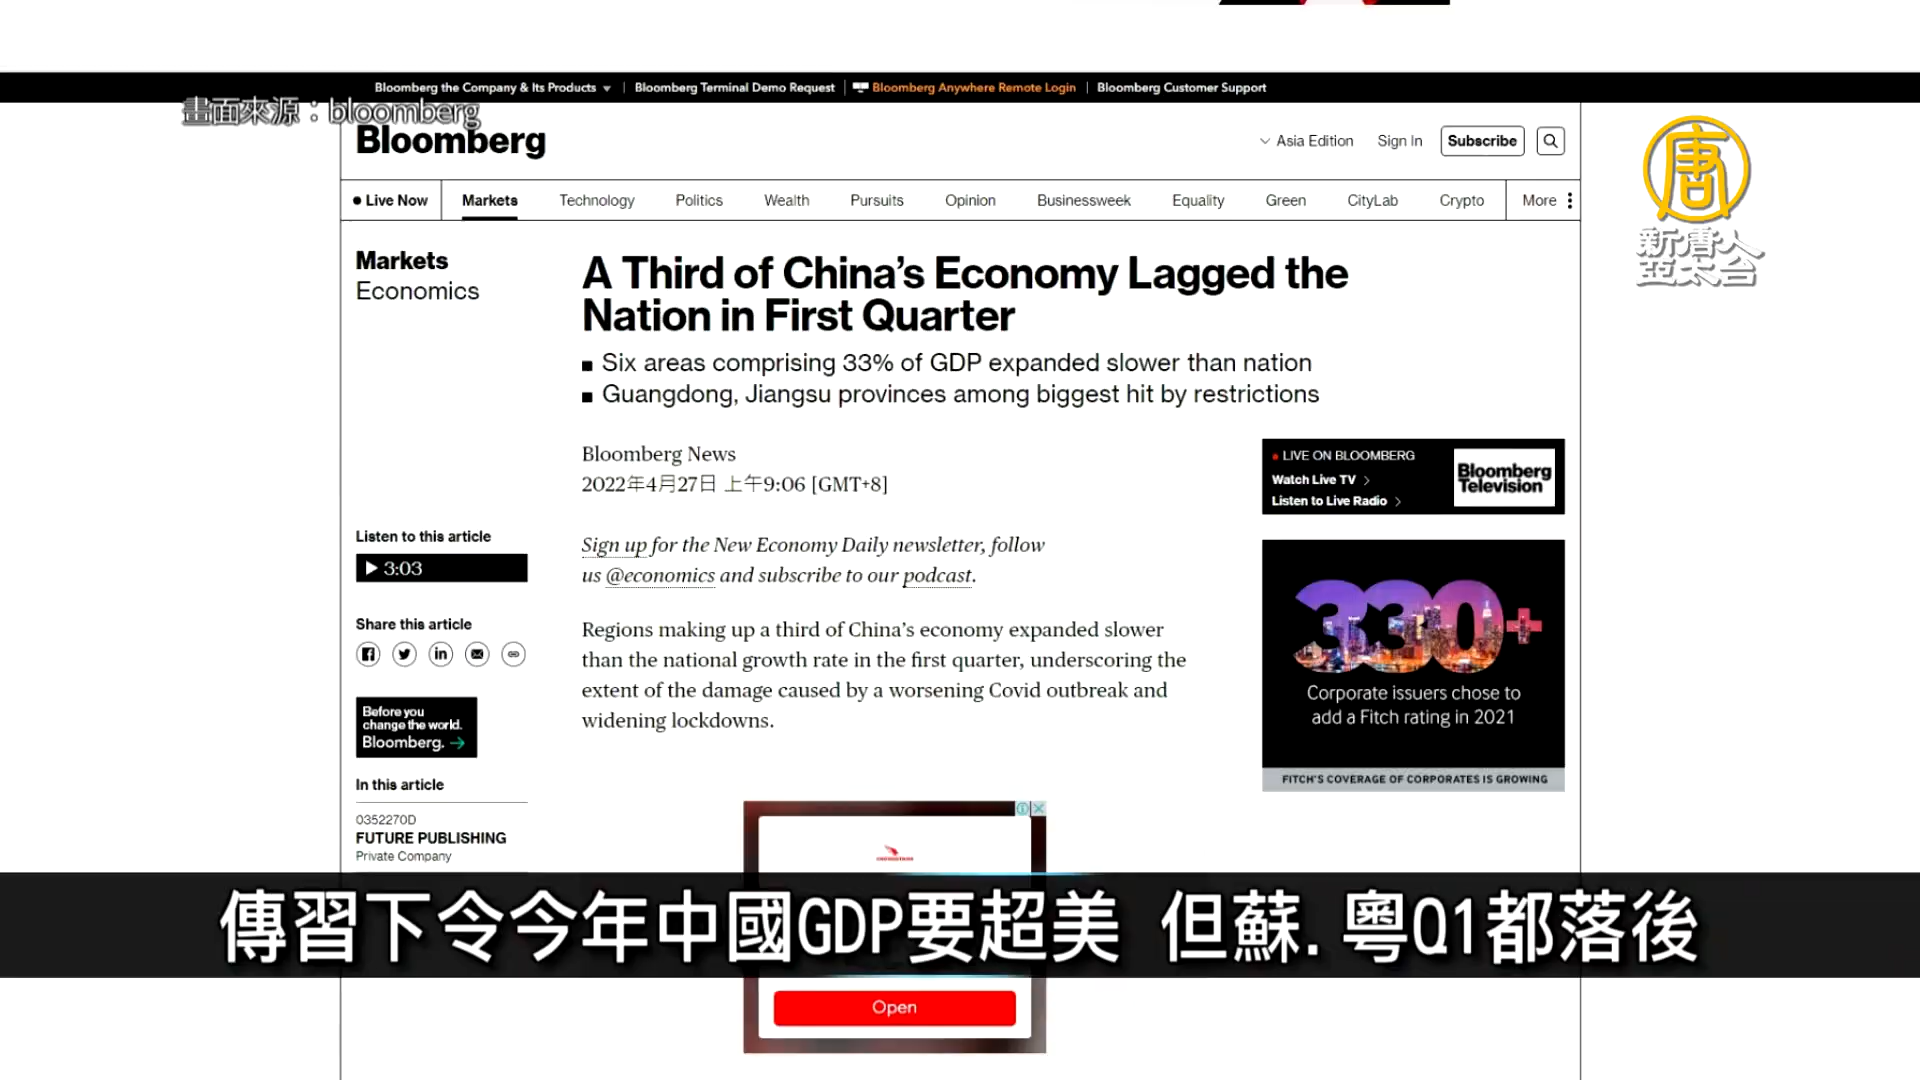 Bloomberg the Company & Its Products
Bloomberg Terminal Demo Request
Bloomberg Anywhere Remote Login
Bloomberg Customer Support
畫面來源：bloomberg
Bloomberg
Asia Edition
Sign In
Subscribe
唐
新唐人
亞太台
Live Now
Markets
Technology
Politics
Wealth
Pursuits
Opinion
Businessweek
Equality
Green
CityLab
Crypto
More
Markets
Economics
A Third of China's Economy Lagged the
Nation in First Quarter
Six areas comprising 33% of GDP expanded slower than nation
Guangdong, Jiangsu provinces among biggest hit by restrictions
Bloomberg News
2022年4月27日 上午9:06 [GMT+8]
LIVE ON BLOOMBERG
Watch Live TV
Listen to Live Radio
Bloomberg
Television
Listen to this article
3:03
Sign up for the New Economy Daily newsletter, follow
us @economics and subscribe to our podcast.
Share this article
Regions making up a third of China's economy expanded slower
than the national growth rate in the first quarter, underscoring the
extent of the damage caused by a worsening Covid outbreak and
widening lockdowns.
330+
Corporate issuers chose to
add a Fitch rating in 2021
FITCH'S COVERAGE OF CORPORATES IS GROWING
Before you
change the world.
Bloomberg.
In this article
0352270D
FUTURE PUBLISHING
Private Company
傳習下令今年中國GDP要超美 但蘇.粵Q1都落後
Open